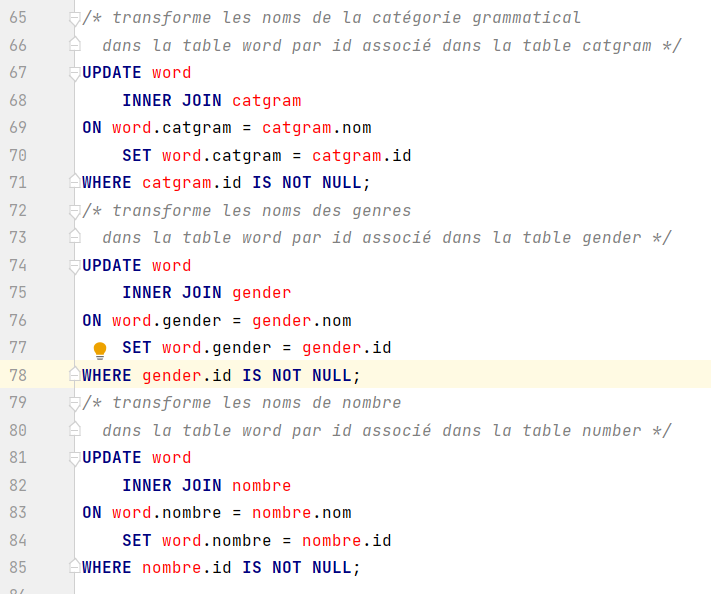 65 /* transforme les noms de la catégorie grammatical
66 dans la table word par id associé dans la table catgram */
67 UPDATE word
68 INNER JOIN catgram
69 ON word.catgram = catgram.nom
70 SET word.catgram = catgram.id
71 WHERE catgram.id IS NOT NULL;
72 /* transforme les noms des genres
73 dans la table word par id associé dans la table gender */
74 UPDATE word
75 INNER JOIN gender
76 ON word.gender = gender.nom
77 SET word.gender = gender.id
78 WHERE gender.id IS NOT NULL;
79 /* transforme les noms de nombre
80 dans la table word par id associé dans la table number */
81 UPDATE word
82 INNER JOIN nombre
83 ON word.nombre = nombre.nom
84 SET word.nombre = nombre.id
85 WHERE nombre.id IS NOT NULL;